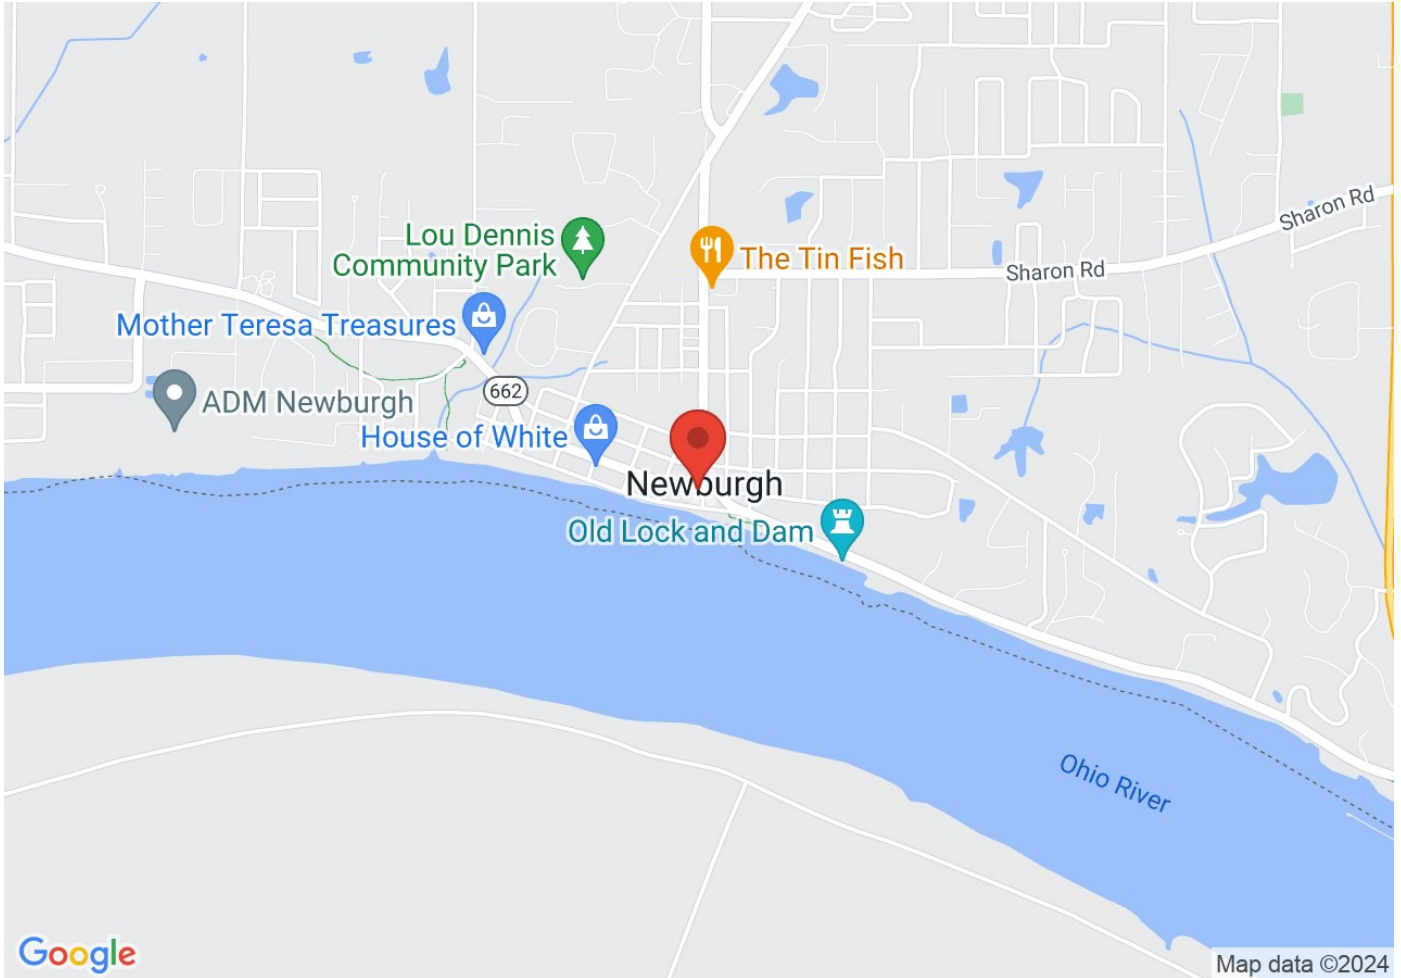 Sharon Rd
Lou Dennis
Community Park
The Tin Fish
Sharon Rd
Mother Teresa Treasures
662
ADM Newburgh
House of White
Newburgh
Old Lock and Dam
Ohio River
Google
Map data ©2024